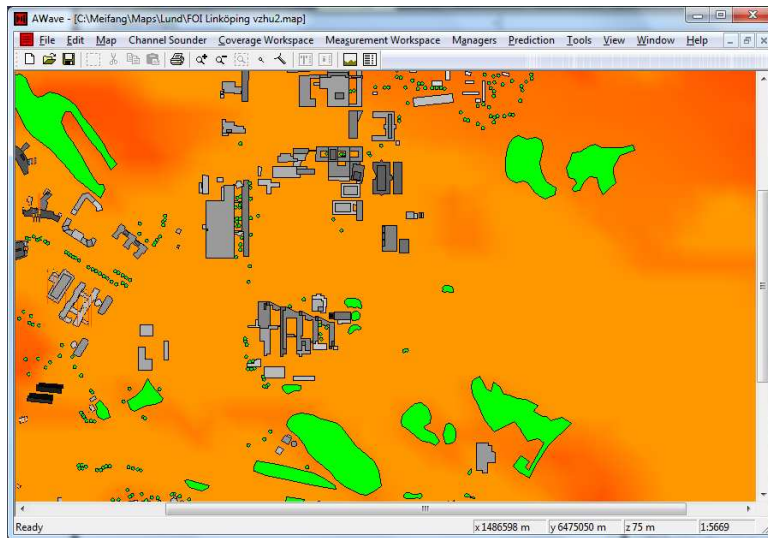 AWave - [C:\Meifang\Maps\Lund\FOI Linköping vzhu2.map]
File Edit Map Channel Sounder Coverage Workspace Measurement Workspace Managers Prediction Tools View Window Help
Ready x 1486598 m y 6475050 m z 75 m 1:5669